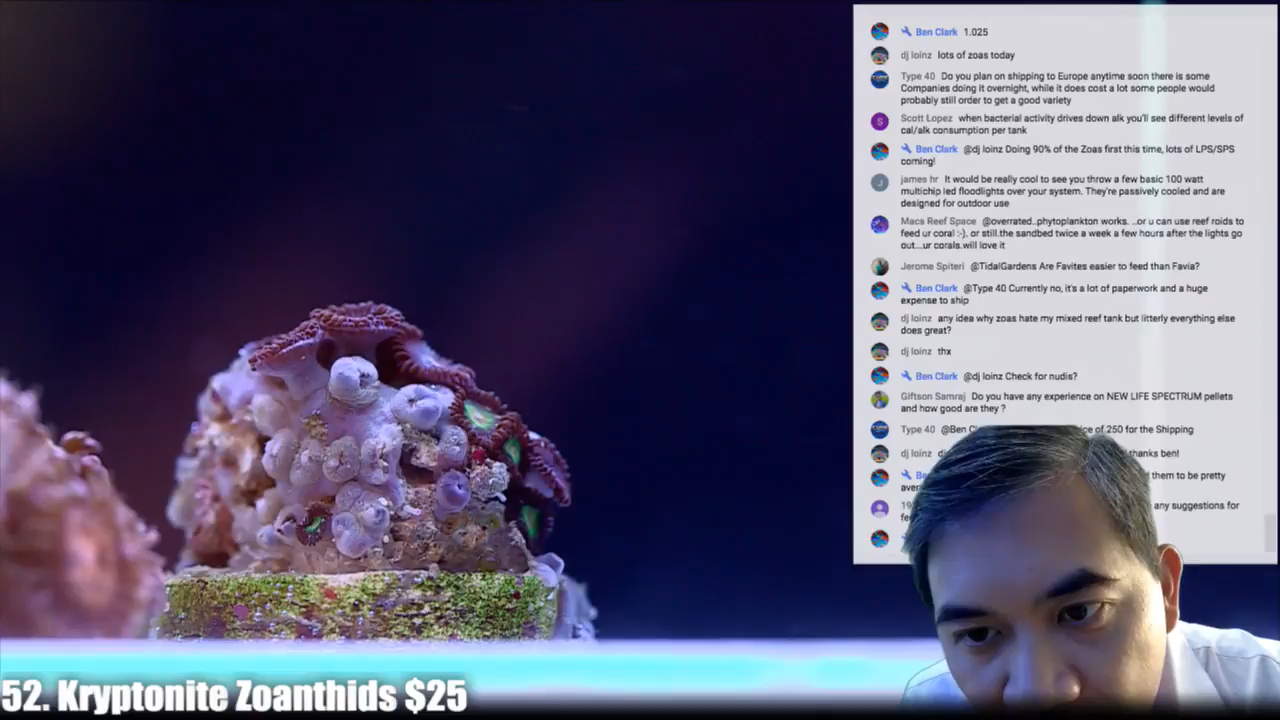 Ben Clark 1.025
dj loinz lots of zoas today
Type 40 Do you plan on shipping to Europe anytime soon there is some
Companies doing it overnight, while it does cost a lot some people would
probably still order to get a good variety
S Scott Lopez when bacterial activity drives down alk you'll see different levels of
cal/alk consumption per tank
Ben Clark @dj loinz Doing 90% of the Zoas first this time, lots of LPS/SPS
coming!
J james hr It would be really cool to see you throw a few basic 100 watt
multichip led floodlights over your system. They're passively cooled and are
designed for outdoor use
Macs Reef Space @overrated..phytoplankton works. ..or u can use reef roids to
feed ur coral :-), or still.the sandbed twice a week a few hours after the lights go
out...ur corals.will love it
Jerome Spiteri @TidalGardens Are Favites easier to feed than Favia?
Ben Clark @Type 40 Currently no, it's a lot of paperwork and a huge
expense to ship
dj loinz any idea why zoas hate my mixed reef tank but litterly everything else
does great?
dj loinz thx
Ben Clark @dj loinz Check for nudis?
Giftson Samraj Do you have any experience on NEW LIFE SPECTRUM pellets
and how good are they ?
Type 40 @Ben of 250 for the Shipping
dj loinz thanks ben!
them to be pretty
any suggestions for
52. Kryptonite Zoanthids $25